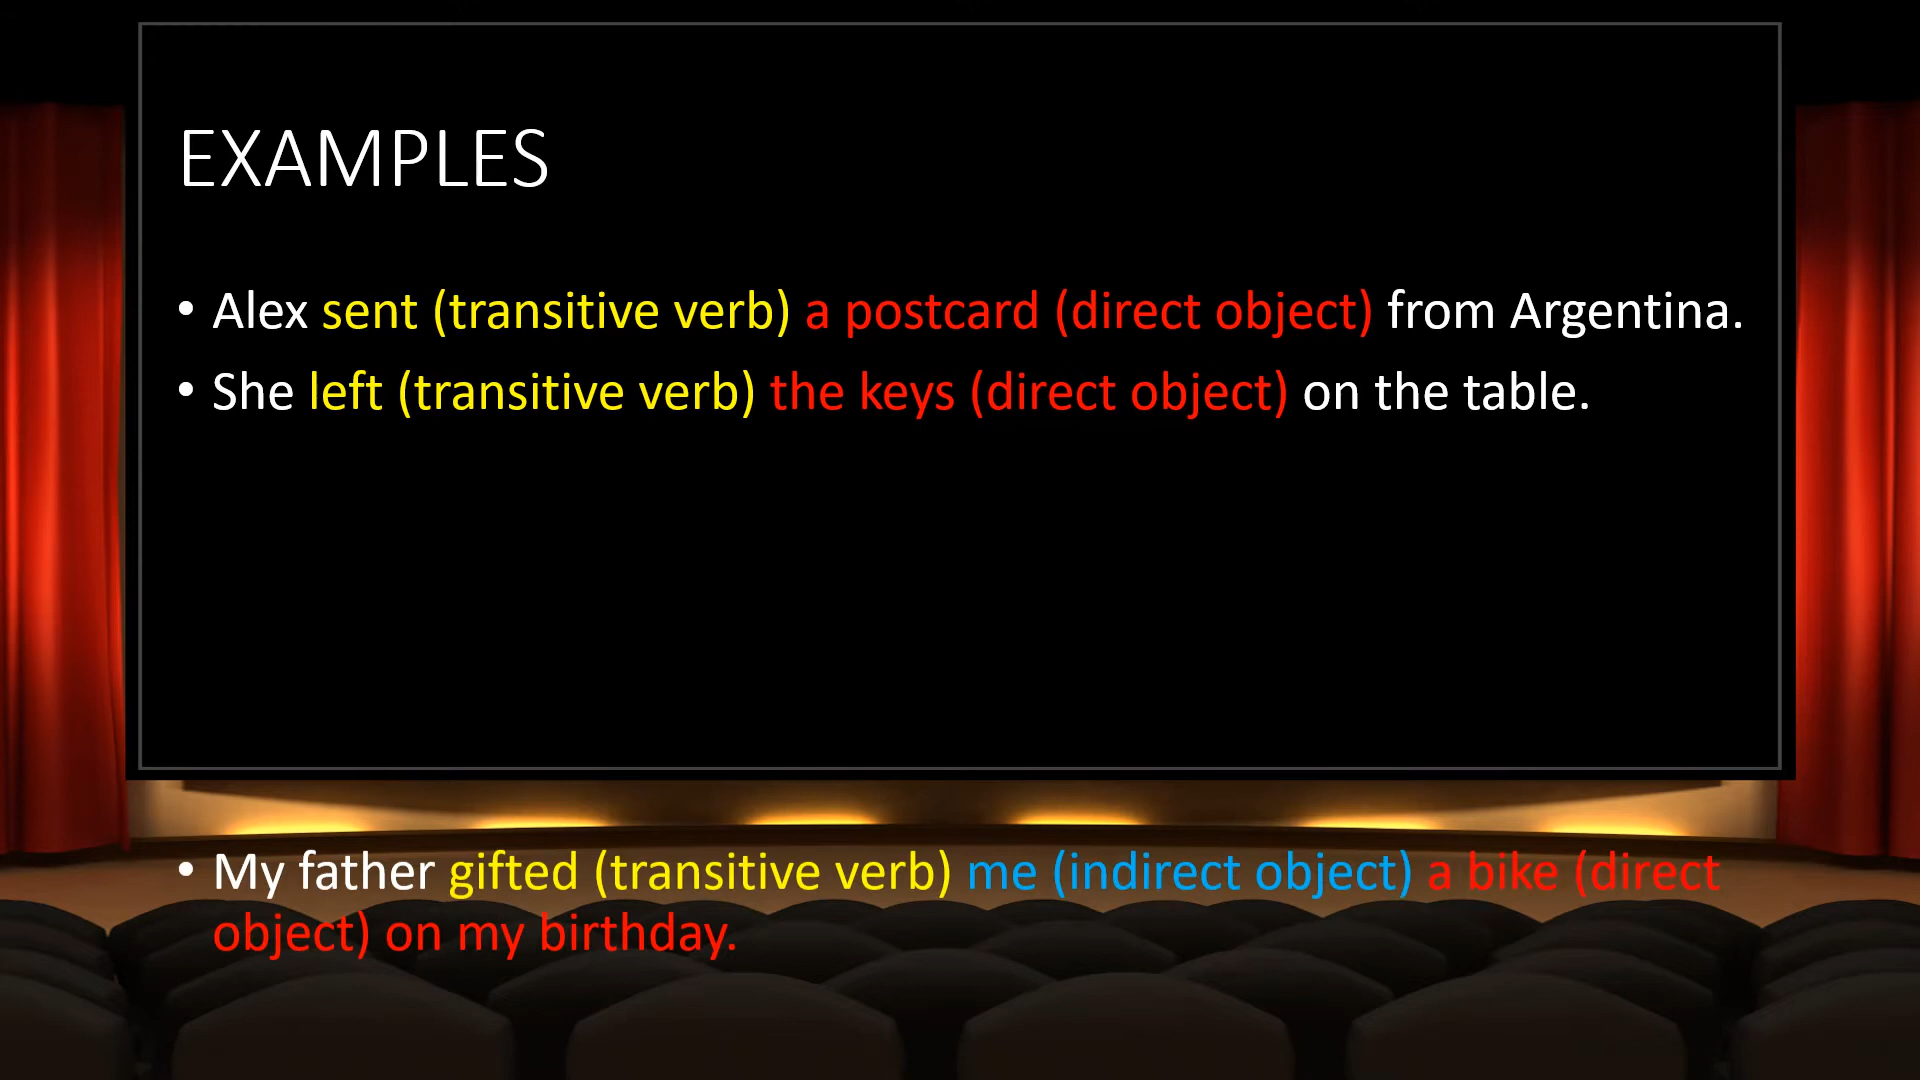 EXAMPLES
• Alex sent (transitive verb) a postcard (direct object) from Argentina.
• She left (transitive verb) the keys (direct object) on the table.
• My father gifted (transitive verb) me (indirect object) a bike (direct
object) on my birthday.